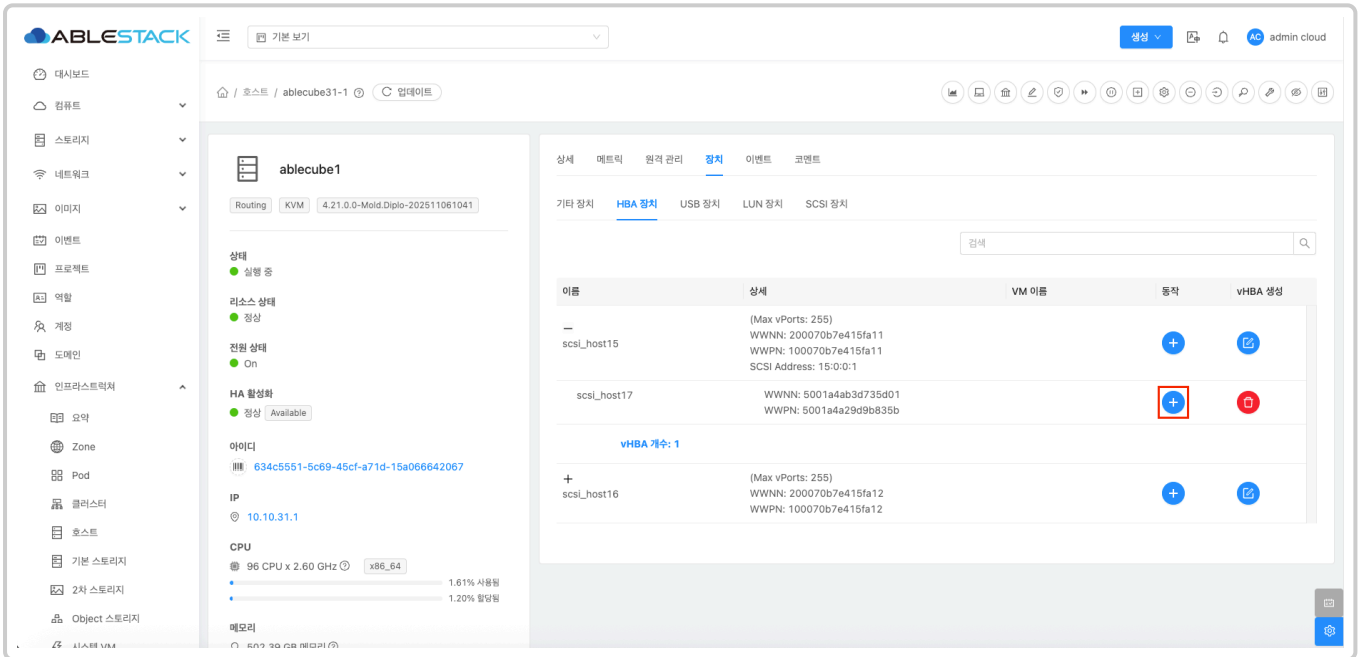 ABLESTACK
기본 보기
생성
AC
admin cloud
대시보드
컴퓨트
스토리지
네트워크
이미지
이벤트
프로젝트
역할
계정
도메인
인프라스트럭쳐
요약
Zone
Pod
클러스터
호스트
기본 스토리지
2차 스토리지
Object 스토리지
시스템 VM
/ 호스트 / ablecube31-1
업데이트
ablecube1
Routing
KVM
4.21.0.0-Mold.Diplo-202511061041
상태
실행 중
리소스 상태
정상
전원 상태
On
HA 활성화
정상
Available
아이디
634c5551-5c69-45cf-a71d-15a066642067
IP
10.10.31.1
CPU
96 CPU x 2.60 GHz
x86_64
1.61% 사용됨
1.20% 할당됨
메모리
502.39 GB 메모리
상세 메트릭 원격 관리 장치 이벤트 코멘트
기타 장치 HBA 장치 USB 장치 LUN 장치 SCSI 장치
검색
이름 상세 VM 이름 동작 vHBA 생성
scsi_host15
(Max vPorts: 255)
WWNN: 200070b7e415fa11
WWPN: 100070b7e415fa11
SCSI Address: 15:0:0:1
scsi_host17
WWNN: 5001a4ab3d735d01
WWPN: 5001a4a29d9b835b
vHBA 개수: 1
scsi_host16
(Max vPorts: 255)
WWNN: 200070b7e415fa12
WWPN: 100070b7e415fa12